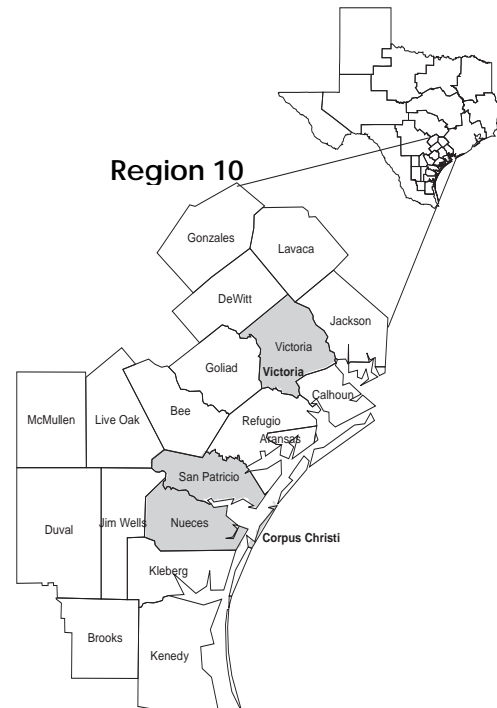 Region 10
Gonzales
Lavaca
DeWitt
Jackson
Victoria
Goliad
Victoria
Calhoun
McMullen
Live Oak
Bee
Refugio
Aransas
San Patricio
Duval
Jim Wells
Nueces
Corpus Christi
Kleberg
Brooks
Kenedy